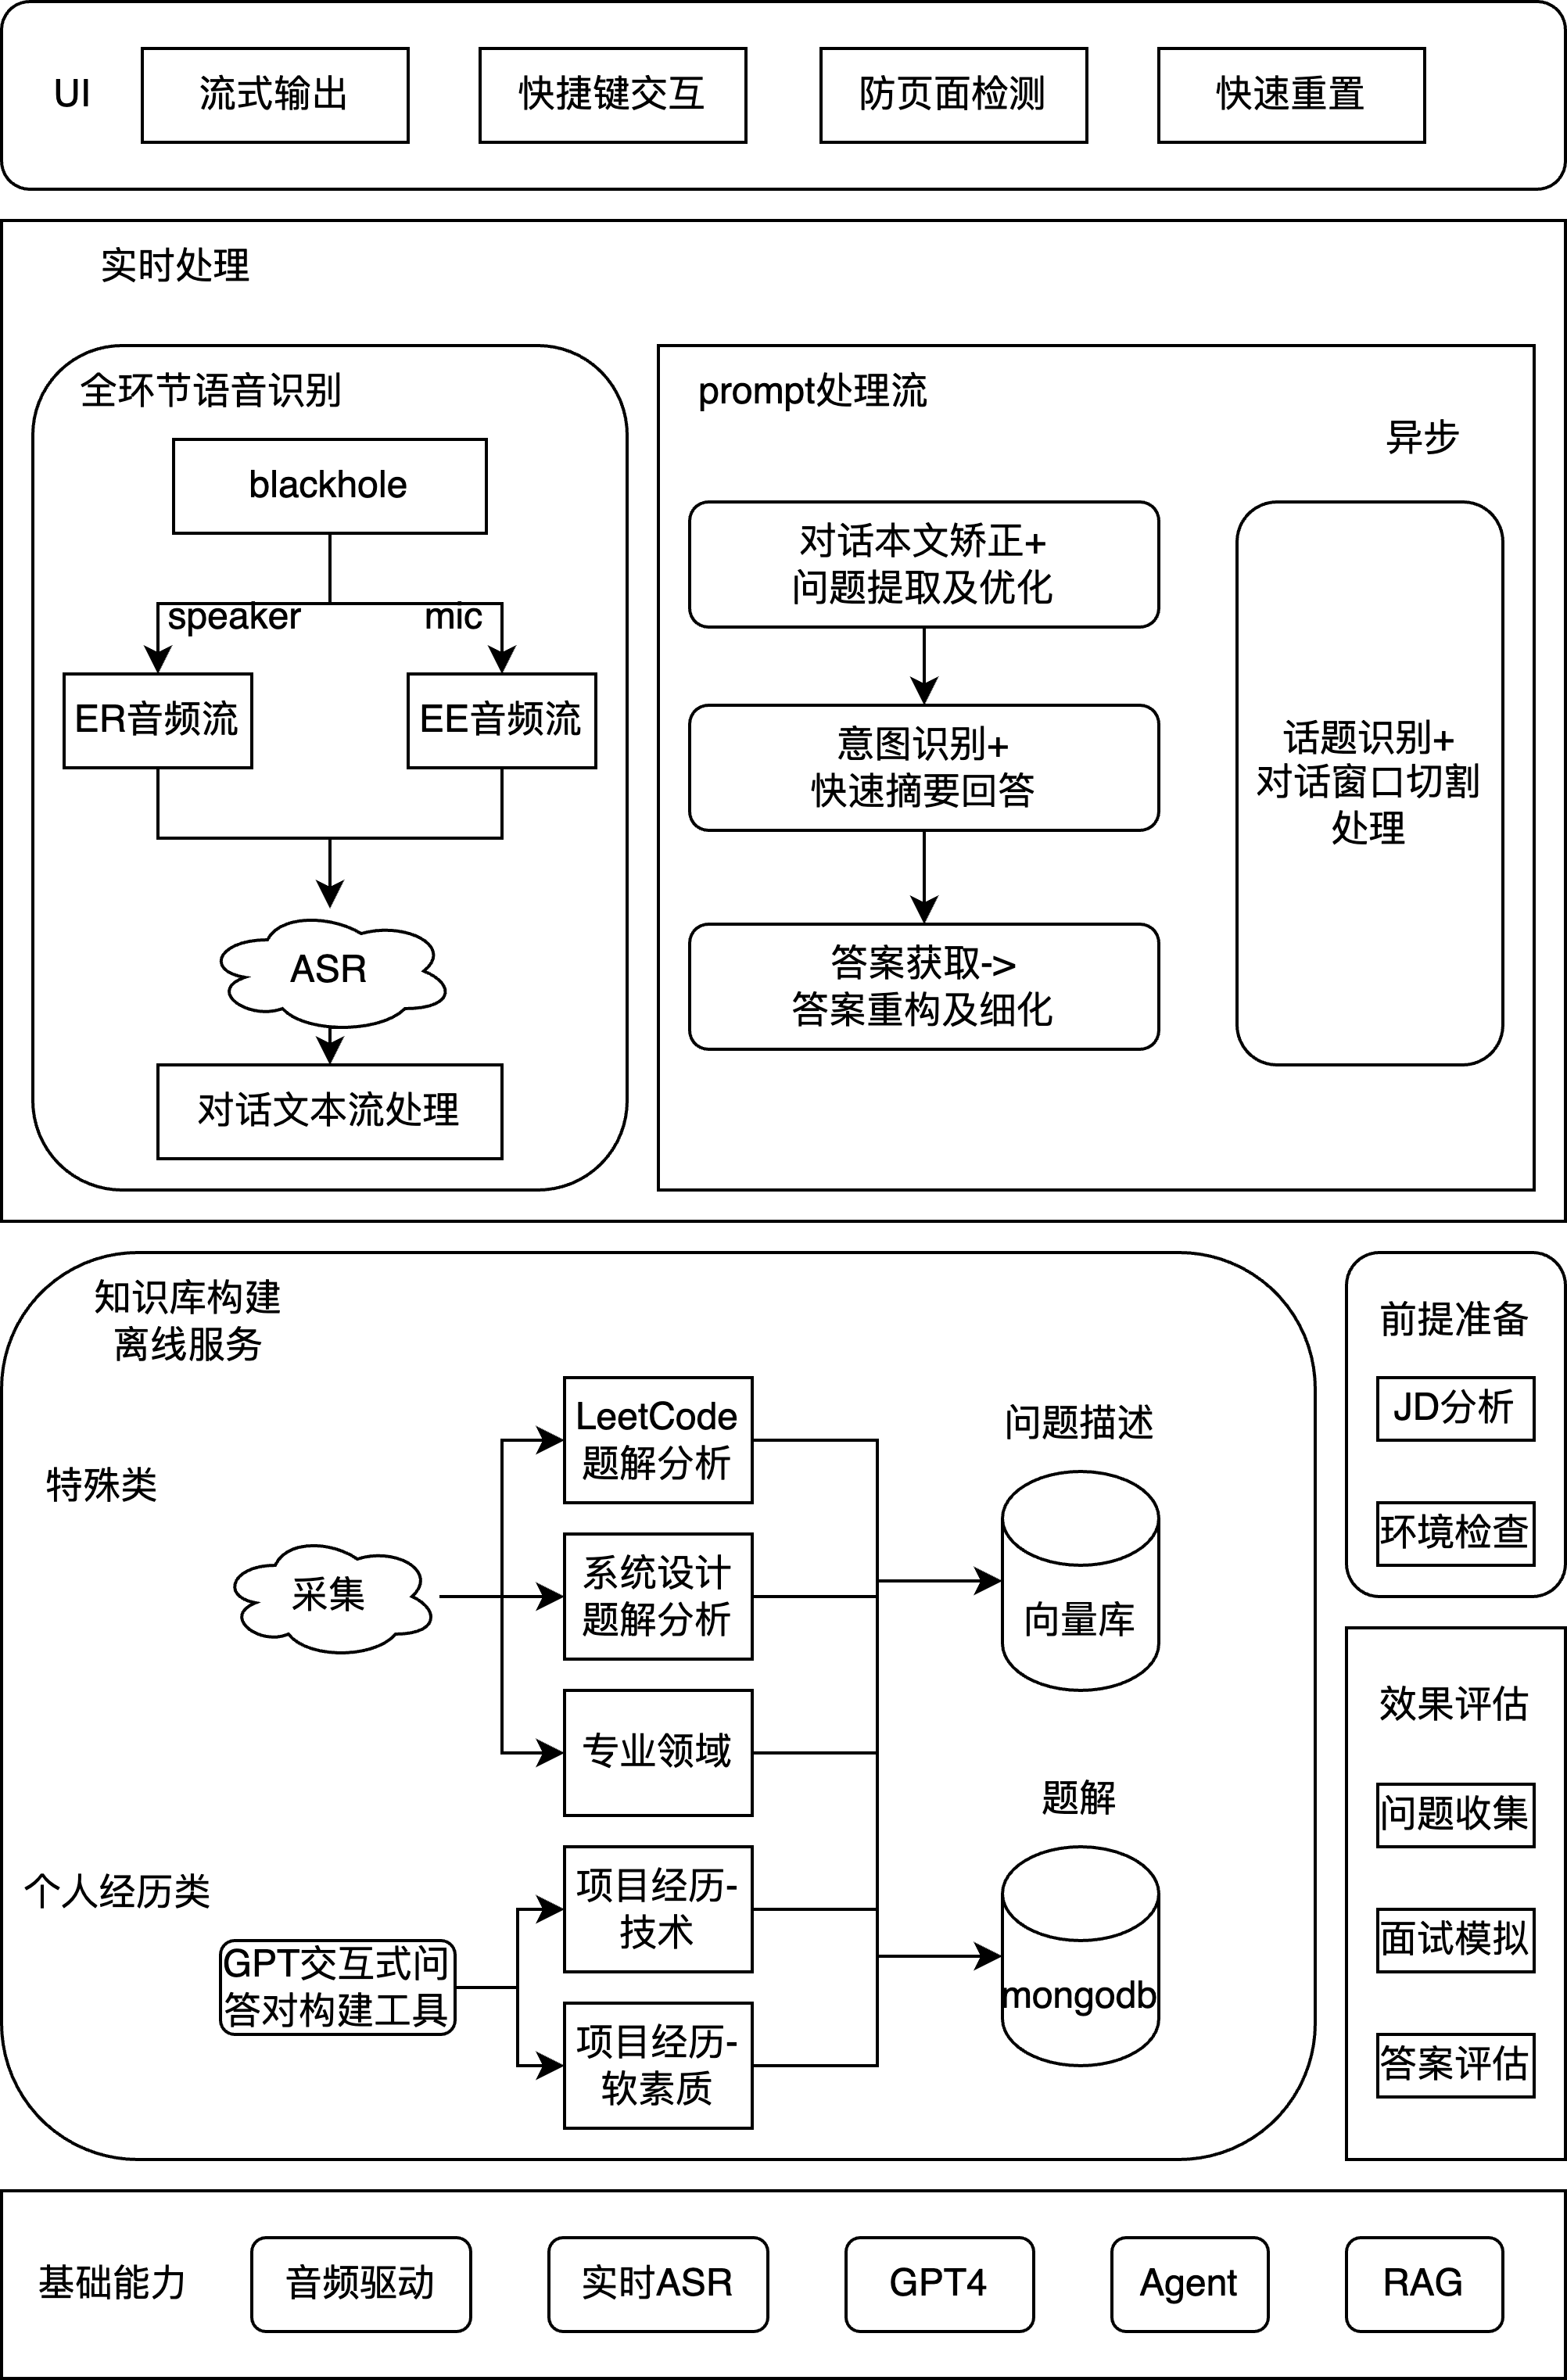 UI
流式输出
快捷键交互
防页面检测
快速重置
实时处理
全环节语音识别
blackhole
speaker
mic
ER音频流
EE音频流
ASR
对话文本流处理
prompt处理流
异步
对话本文矫正+
问题提取及优化
意图识别+
快速摘要回答
答案获取->
答案重构及细化
话题识别+
对话窗口切割
处理
知识库构建
离线服务
特殊类
采集
LeetCode
题解分析
系统设计
题解分析
专业领域
个人经历类
GPT交互式问
答对构建工具
项目经历-
技术
项目经历-
软素质
问题描述
向量库
题解
mongodb
前提准备
JD分析
环境检查
效果评估
问题收集
面试模拟
答案评估
基础能力
音频驱动
实时ASR
GPT4
Agent
RAG